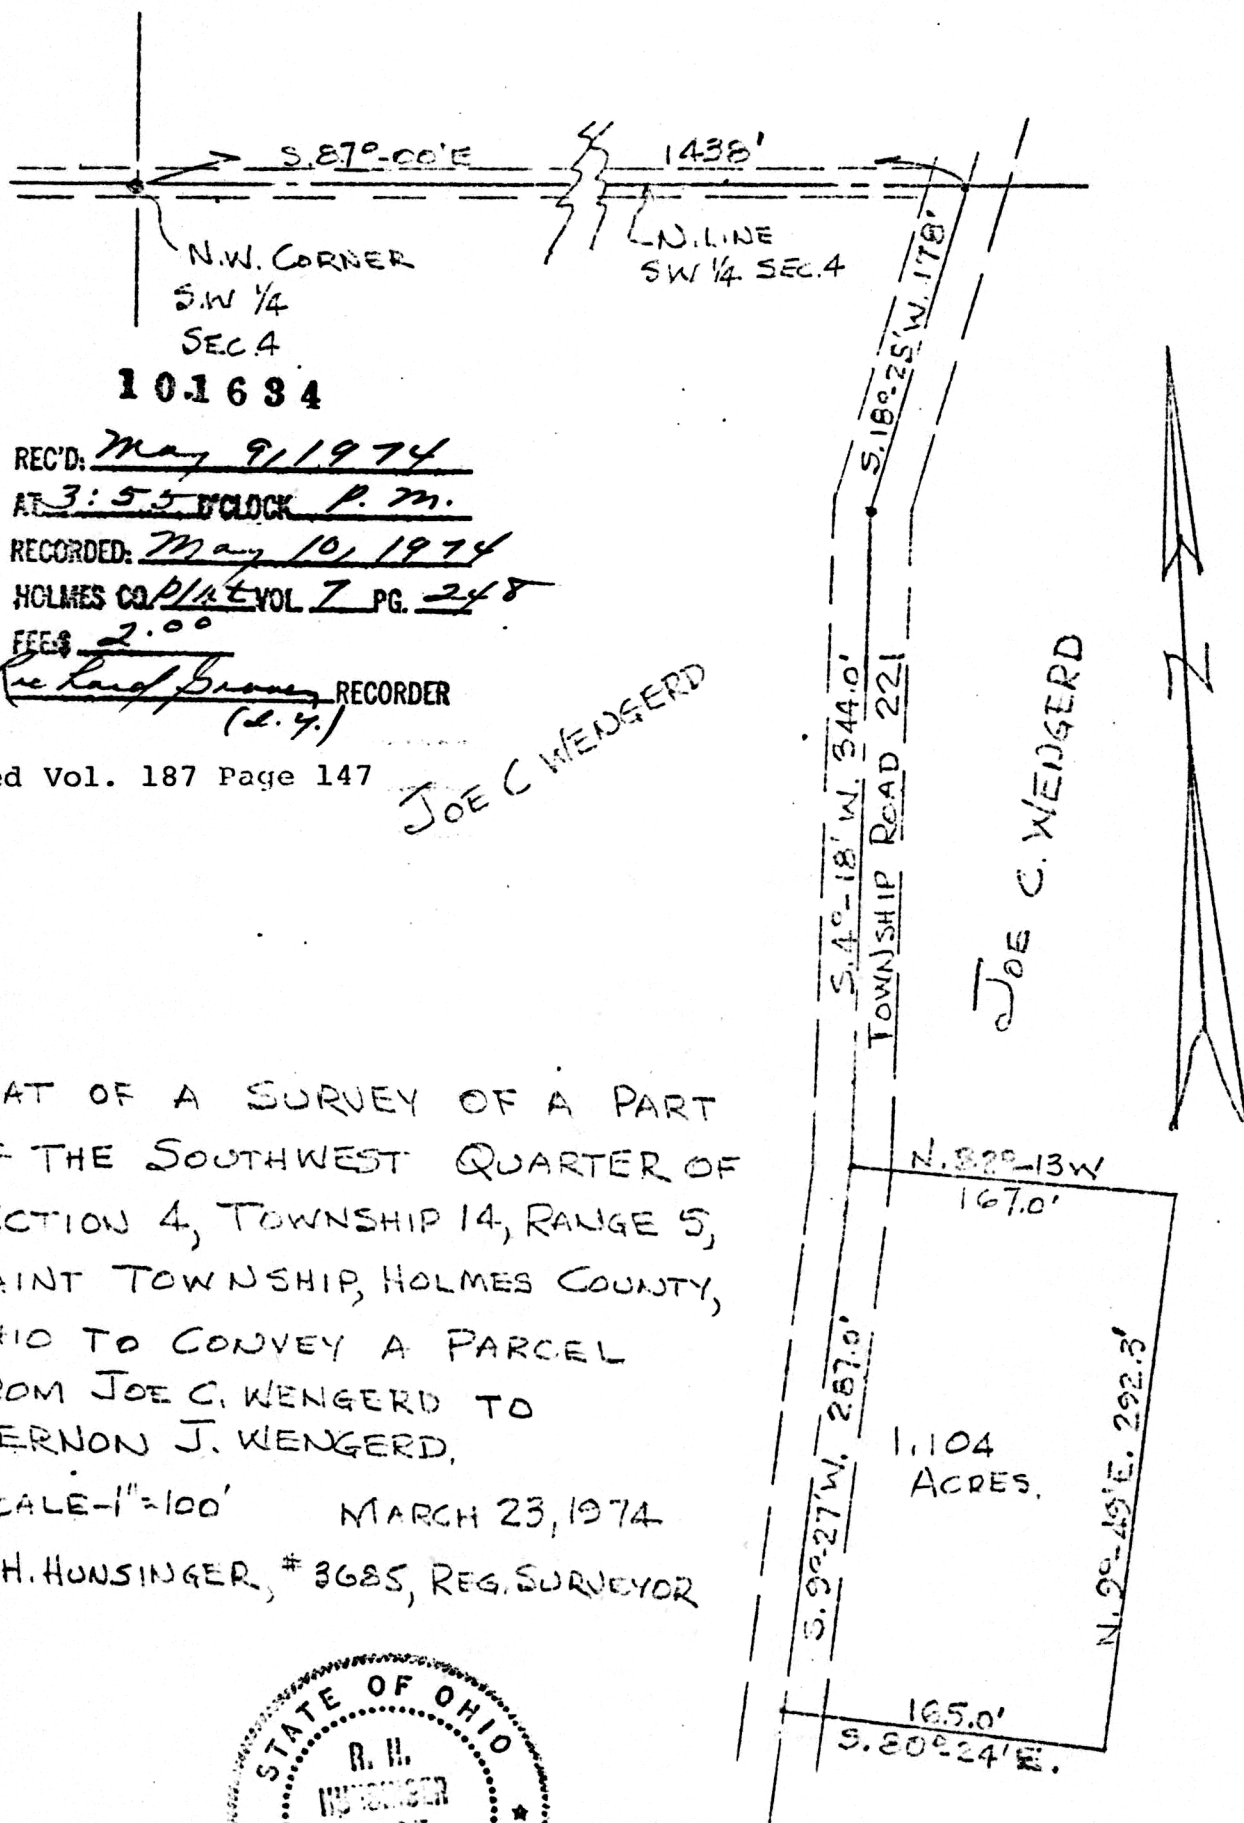 S.87°-00'E 1438'
N.W. CORNER
S.W 1/4
SEC.4
N. LINE
SW 1/4 SEC.4
S.18°-25'W. 178'
101634
REC'D: May 9, 1974
AT 3:55 O'CLOCK P.M.
RECORDED: May 10, 1974
HOLMES CO. Plat VOL 7 PG. 248
FEE$ 2.00
RECORDER
ed Vol. 187 Page 147
JOE C WENGERD
S.4°-18'W. 344.0'
TOWNSHIP ROAD 221
JOE C. WENGERD
N
AT OF A SURVEY OF A PART
F THE SOUTHWEST QUARTER OF
CTION 4, TOWNSHIP 14, RANGE 5,
AINT TOWNSHIP, HOLMES COUNTY,
HIO TO CONVEY A PARCEL
ROM JOE C. WENGERD TO
ERNON J. WENGERD.
CALE-1"=100' MARCH 23, 1974
H. HUNSINGER, #3685, REG. SURVEYOR
N.82°-13W
167.0'
S.9°-27'W. 287.0'
1.104
ACRES.
N.9°-49'E. 292.3'
165.0'
S.80°-24'E.
STATE OF OHIO
R. H.
HUNSINGER